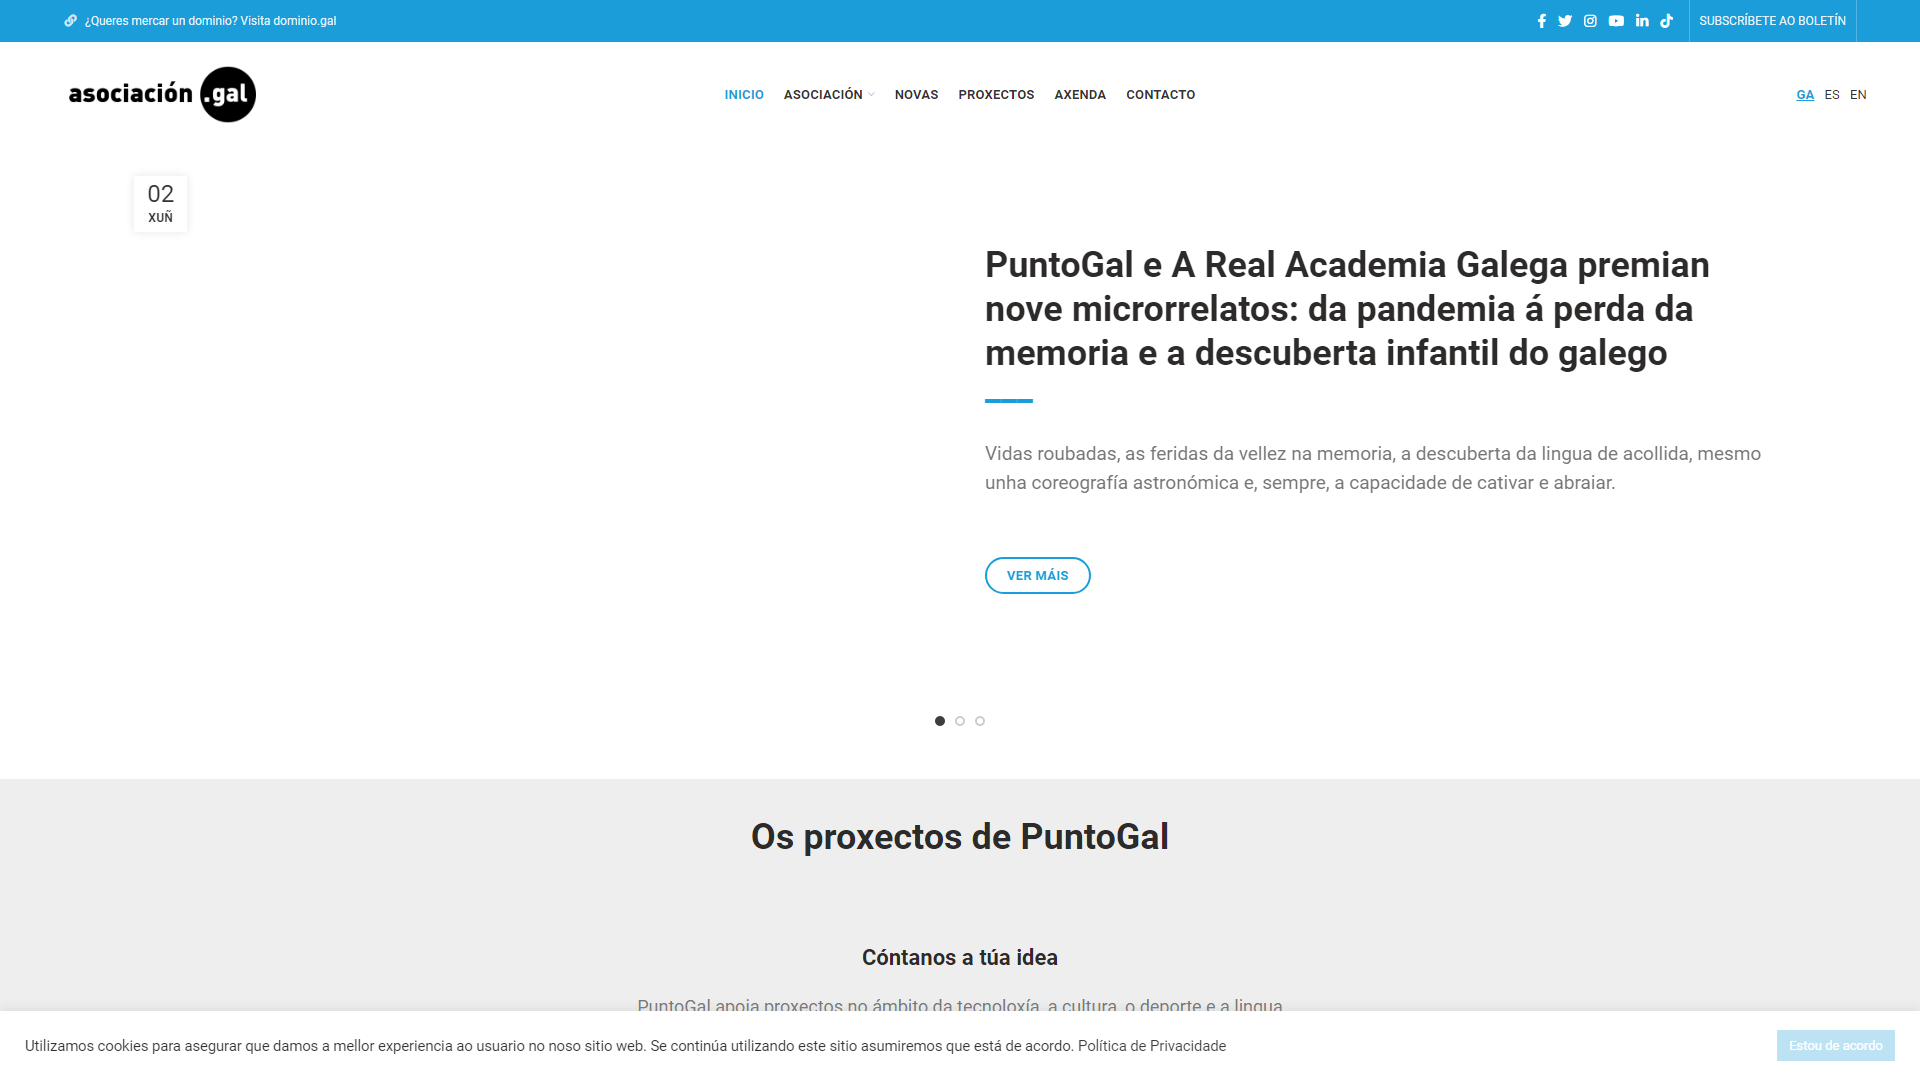 ¿Queres mercar un dominio? Visita dominio.gal
SUBSCRÍBETE AO BOLETÍN
asociación .gal
INICIO ASOCIACIÓN NOVAS PROXECTOS AXENDA CONTACTO
GA ES EN
02
XUÑ
PuntoGal e A Real Academia Galega premian
nove microrrelatos: da pandemia á perda da
memoria e a descuberta infantil do galego
Vidas roubadas, as feridas da vellez na memoria, a descuberta da lingua de acollida, mesmo
unha coreografía astronómica e, sempre, a capacidade de cativar e abraiar.
VER MÁIS
Os proxectos de PuntoGal
Cóntanos a túa idea
PuntoGal apoia proxectos no ámbito da tecnoloxía, a cultura, o deporte e a lingua
Utilizamos cookies para asegurar que damos a mellor experiencia ao usuario no noso sitio web. Se continúa utilizando este sitio asumiremos que está de acordo. Política de Privacidade
Estou de acordo